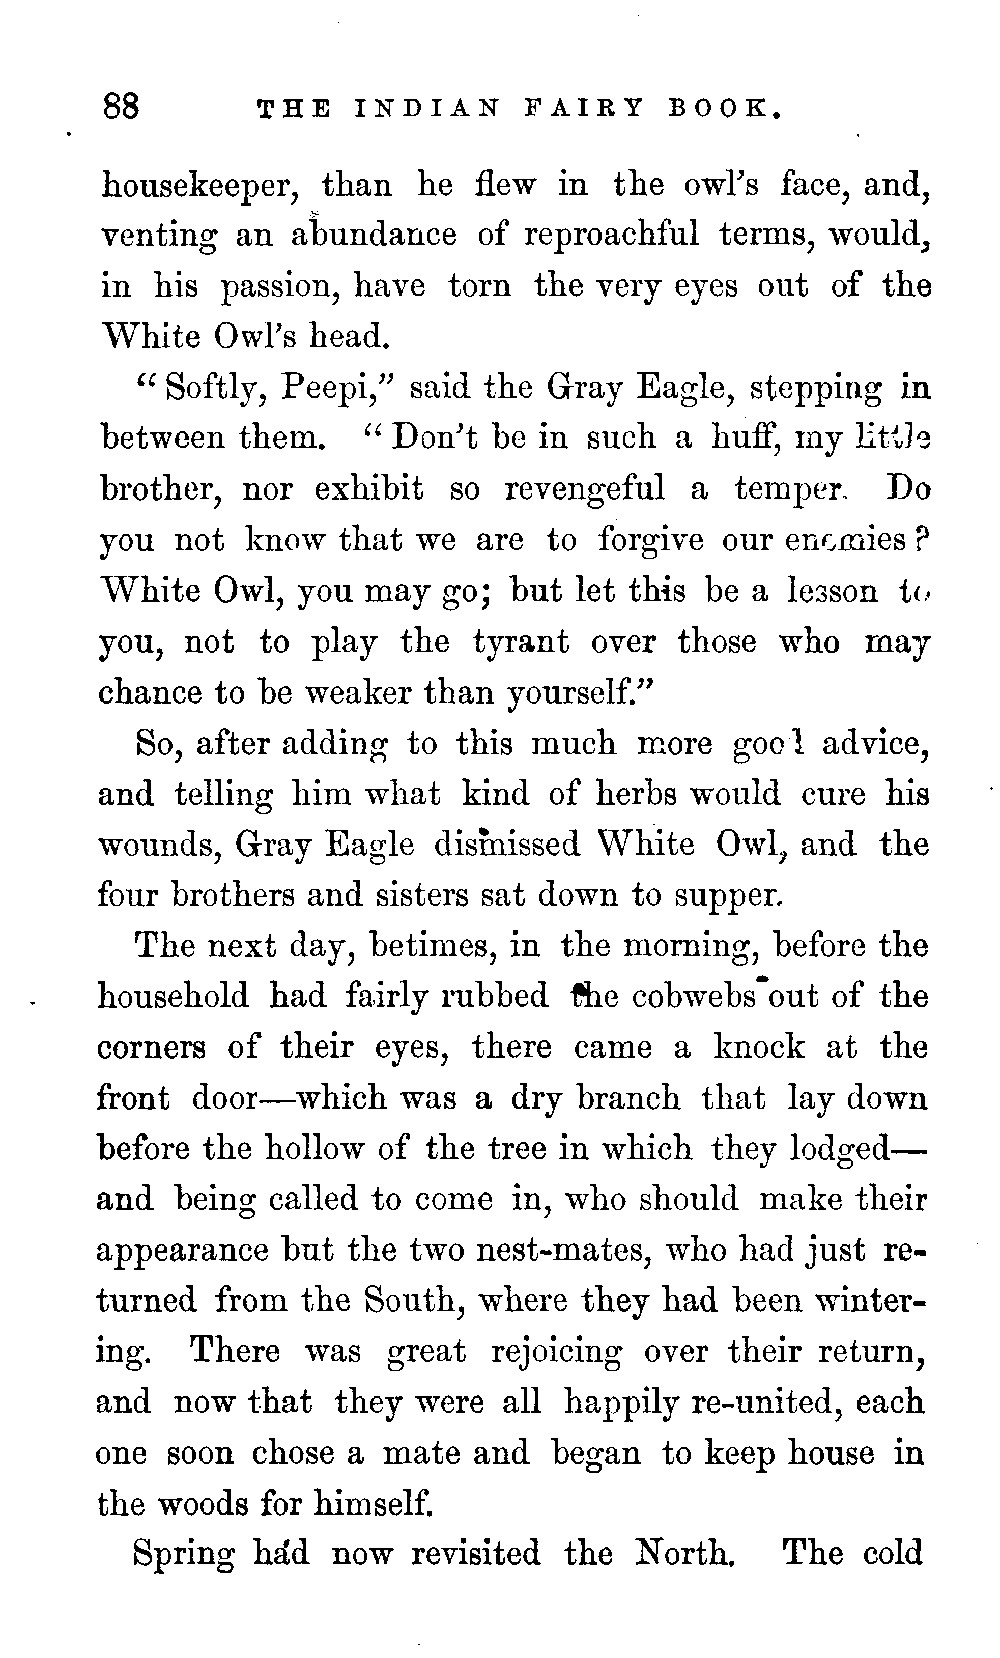 88 THE INDIAN FAIRY BOOK.
housekeeper, than he flew in the owl's face, and,
venting an abundance of reproachful terms, would,
in his passion, have torn the very eyes out of the
White Owl's head.
“Softly, Peepi,” said the Gray Eagle, stepping in
between them. “Don't be in such a huff, my little
brother, nor exhibit so revengeful a temper. Do
you not know that we are to forgive our enemies?
White Owl, you may go; but let this be a lesson to
you, not to play the tyrant over those who may
chance to be weaker than yourself.”
So, after adding to this much more good advice,
and telling him what kind of herbs would cure his
wounds, Gray Eagle dismissed White Owl, and the
four brothers and sisters sat down to supper.
The next day, betimes, in the morning, before the
household had fairly rubbed the cobwebs out of the
corners of their eyes, there came a knock at the
front door—which was a dry branch that lay down
before the hollow of the tree in which they lodged—
and being called to come in, who should make their
appearance but the two nest-mates, who had just re-
turned from the South, where they had been winter-
ing. There was great rejoicing over their return,
and now that they were all happily re-united, each
one soon chose a mate and began to keep house in
the woods for himself.
Spring had now revisited the North. The cold